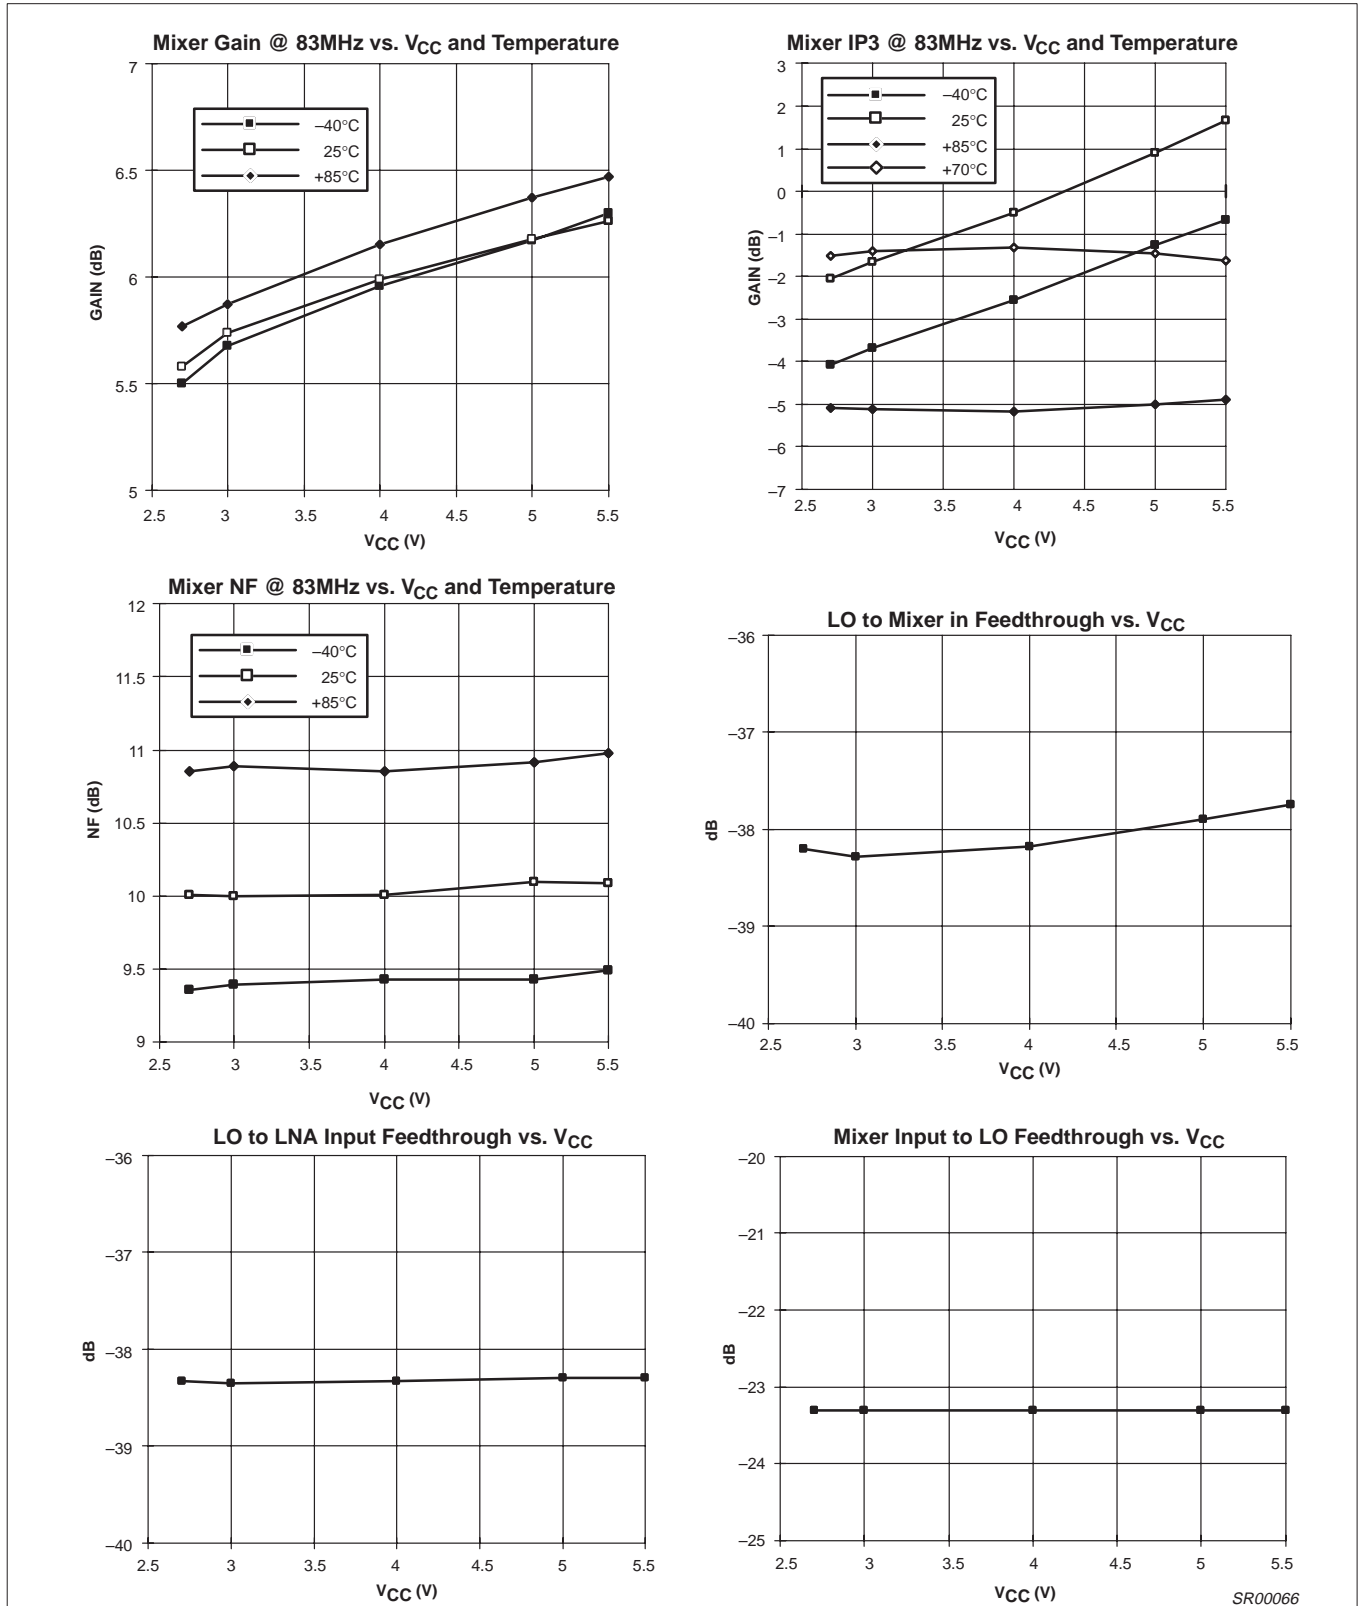 Mixer Gain @ 83MHz vs. VCC and Temperature
7
6.5
6
5.5
5
GAIN (dB)
–40°C
25°C
+85°C
2.5 3 3.5 4 4.5 5 5.5
VCC (V)
Mixer IP3 @ 83MHz vs. VCC and Temperature
3
2
1
0
–1
–2
–3
–4
–5
–6
–7
GAIN (dB)
–40°C
25°C
+85°C
+70°C
2.5 3 3.5 4 4.5 5 5.5
VCC (V)
Mixer NF @ 83MHz vs. VCC and Temperature
12
11.5
11
10.5
10
9.5
9
NF (dB)
–40°C
25°C
+85°C
2.5 3 3.5 4 4.5 5 5.5
VCC (V)
LO to Mixer in Feedthrough vs. VCC
–36
–37
–38
–39
–40
dB
2.5 3 3.5 4 4.5 5 5.5
VCC (V)
LO to LNA Input Feedthrough vs. VCC
–36
–37
–38
–39
–40
dB
2.5 3 3.5 4 4.5 5 5.5
VCC (V)
Mixer Input to LO Feedthrough vs. VCC
–20
–21
–22
–23
–24
–25
dB
2.5 3 3.5 4 4.5 5 5.5
VCC (V)
SR00066